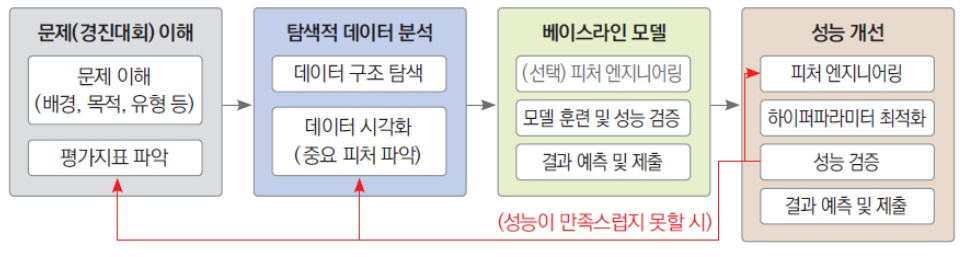 문제(경진대회) 이해
문제 이해
(배경, 목적, 유형 등)
평가지표 파악
탐색적 데이터 분석
데이터 구조 탐색
데이터 시각화
(중요 피처 파악)
베이스라인 모델
(선택) 피처 엔지니어링
모델 훈련 및 성능 검증
결과 예측 및 제출
성능 개선
피처 엔지니어링
하이퍼파라미터 최적화
성능 검증
결과 예측 및 제출
(성능이 만족스럽지 못할 시)